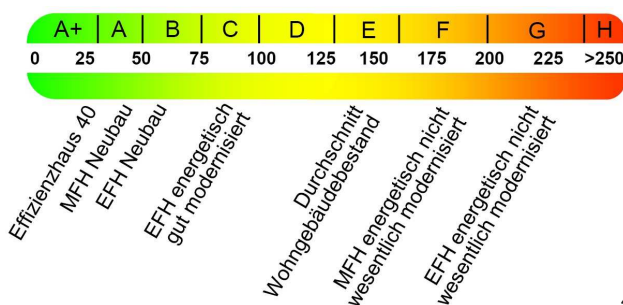 A+ A B C D E F G H
0 25 50 75 100 125 150 175 200 225 >250
Effizienzhaus 40
MFH Neubau
EFH Neubau
EFH energetisch
gut modernisiert
Durchschnitt
Wohngebäudebestand
MFH energetisch nicht
wesentlich modernisiert
EFH energetisch nicht
wesentlich modernisiert